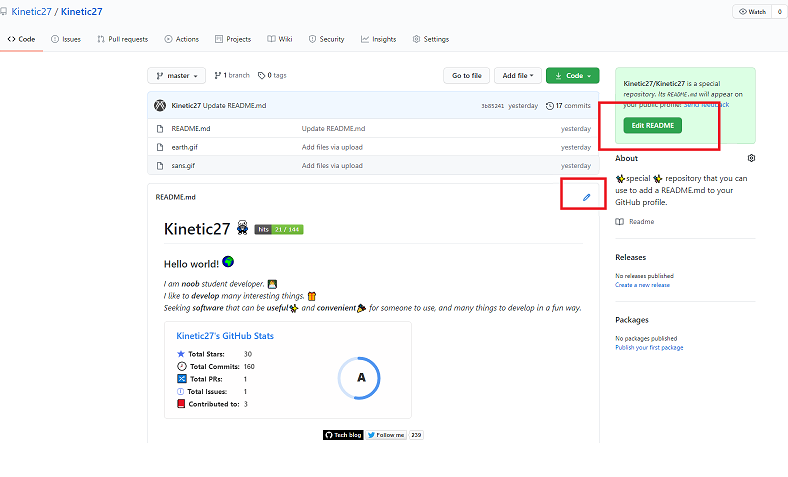 Kinetic27 / Kinetic27
Watch 0
Code Issues Pull requests Actions Projects Wiki Security Insights Settings
master 1 branch 0 tags Go to file Add file Code
Kinetic27 Update README.md 3b85241 yesterday 17 commits
README.md Update README.md yesterday
earth.gif Add files via upload yesterday
sans.gif Add files via upload yesterday
Kinetic27/Kinetic27 is a special
repository. Its README.md will appear on
your public profile! Send feedback
Edit README
About
special repository that you can
use to add a README.md to your
GitHub profile.
Readme
Releases
No releases published
Create a new release
Packages
No packages published
Publish your first package
README.md
Kinetic27 hits 21 / 144
Hello world!
I am noob student developer.
I like to develop many interesting things.
Seeking software that can be useful and convenient for someone to use, and many things to develop in a fun way.
Kinetic27's GitHub Stats
Total Stars: 30
Total Commits: 160
Total PRs: 1
Total Issues: 1
Contributed to: 3
A
Tech blog Follow me 239